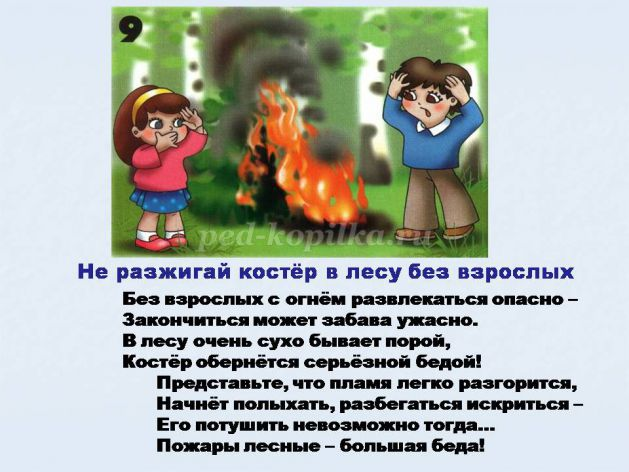 9
ped-kopilka.ru
Не разжигай костёр в лесу без взрослых
Без взрослых с огнём развлекаться опасно –
Закончиться может забава ужасно.
В лесу очень сухо бывает порой,
Костёр обернётся серьёзной бедой!
Представьте, что пламя легко разгорится,
Начнёт полыхать, разбегаться искриться –
Его потушить невозможно тогда...
Пожары лесные – большая беда!